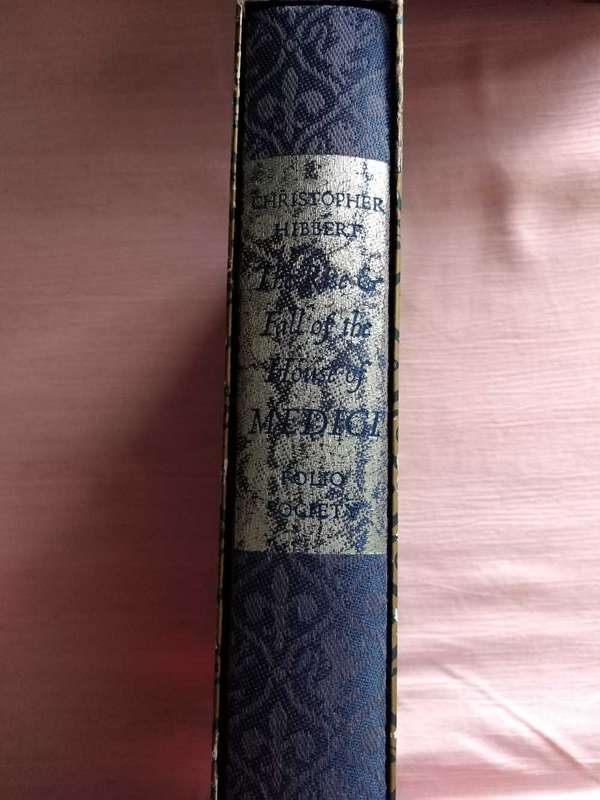 CHRISTOPHER
HIBBERT
The Rise &
Fall of the
House of
MEDICI
FOLIO
SOCIETY